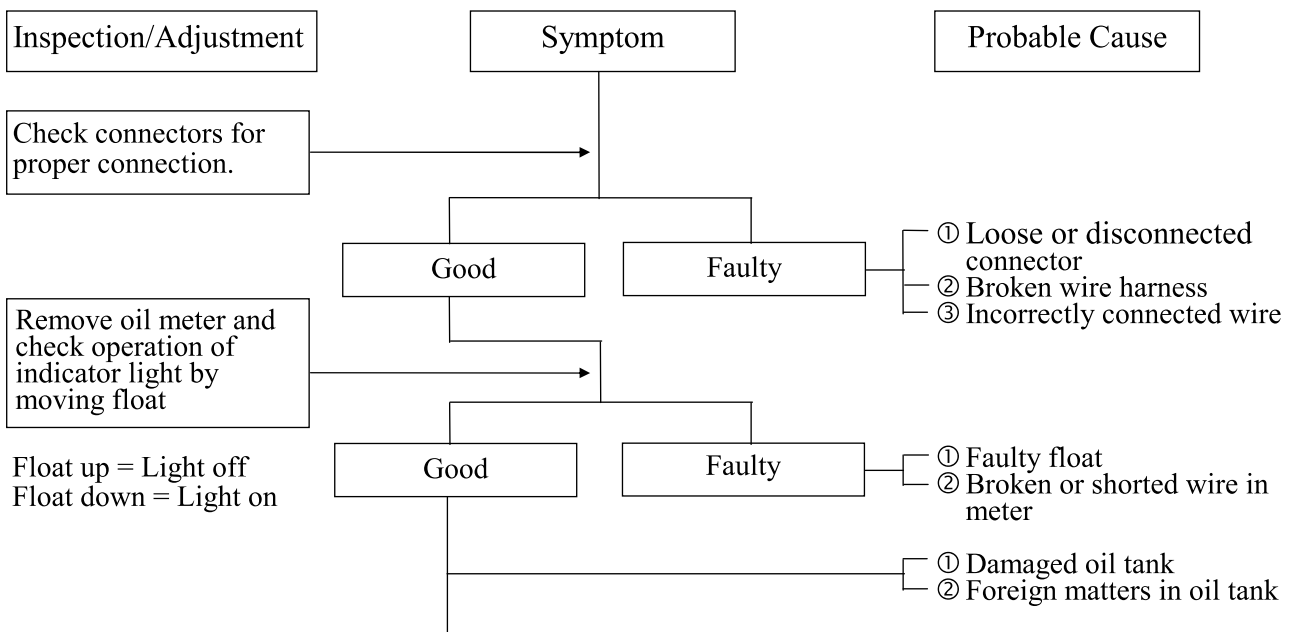 Inspection/Adjustment
Symptom
Probable Cause
Check connectors for
proper connection.
Good
Faulty
① Loose or disconnected
connector
② Broken wire harness
③ Incorrectly connected wire
Remove oil meter and
check operation of
indicator light by
moving float
Float up = Light off
Float down = Light on
Good
Faulty
① Faulty float
② Broken or shorted wire in
meter
① Damaged oil tank
② Foreign matters in oil tank